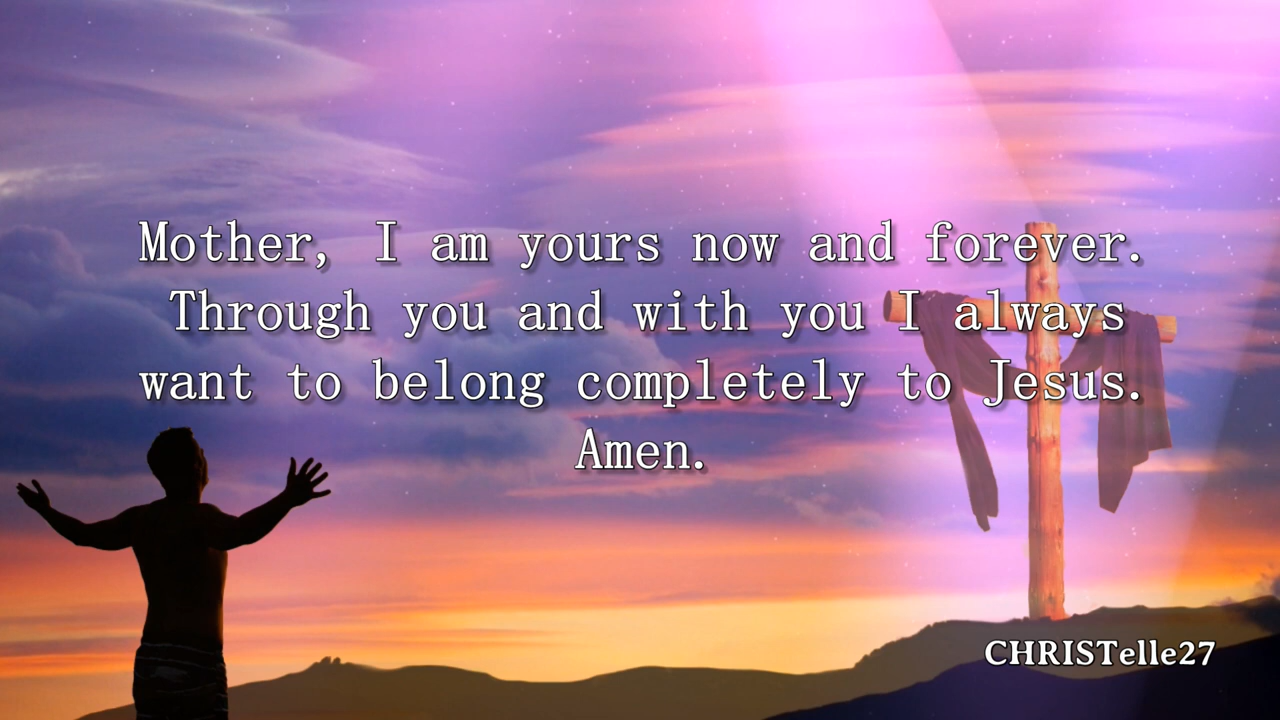 Mother, I am yours now and forever.
Through you and with you I always
want to belong completely to Jesus.
Amen.
CHRISTelle27